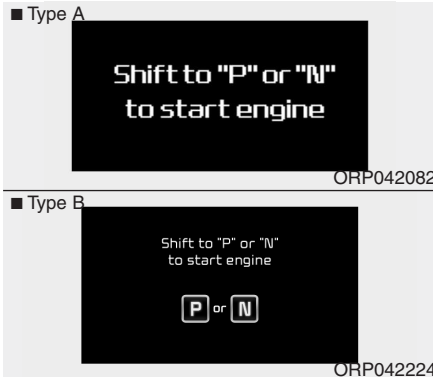 ■ Type A
Shift to "P" or "N"
to start engine
ORP042082
■ Type B
Shift to "P" or "N"
to start engine
P or N
ORP042224